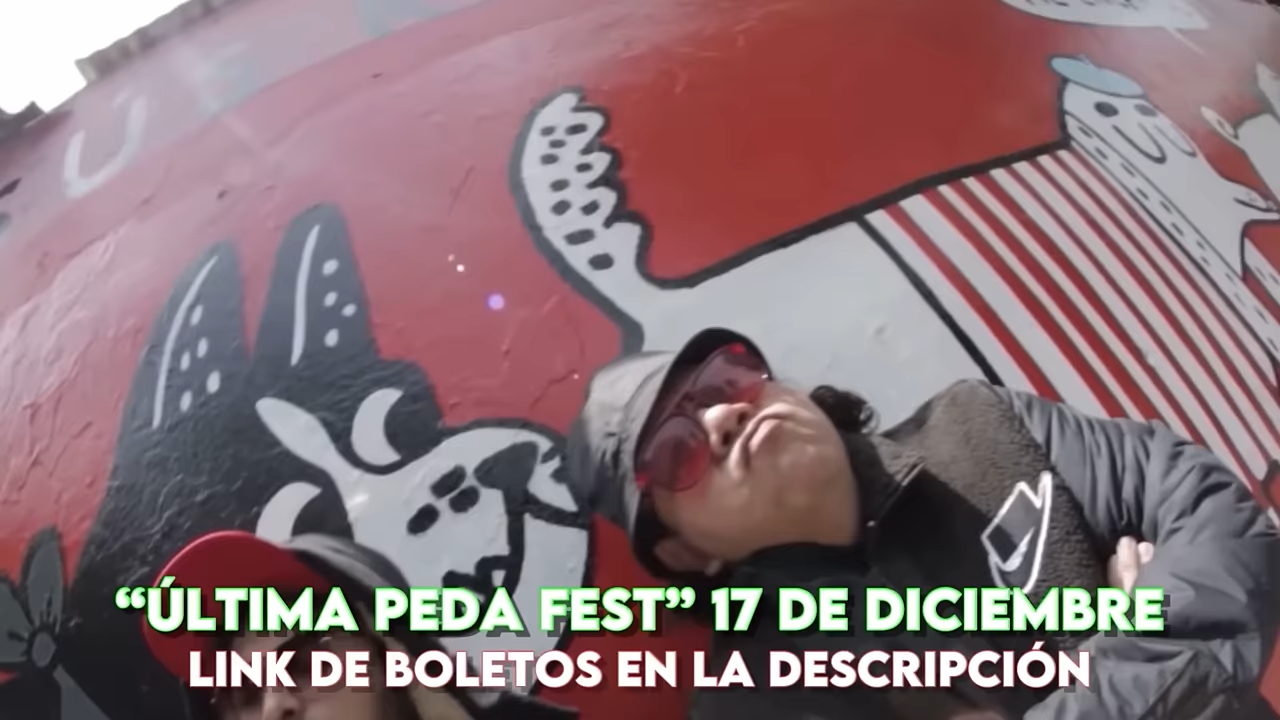 “ÚLTIMA PEDA FEST” 17 DE DICIEMBRE
LINK DE BOLETOS EN LA DESCRIPCIÓN